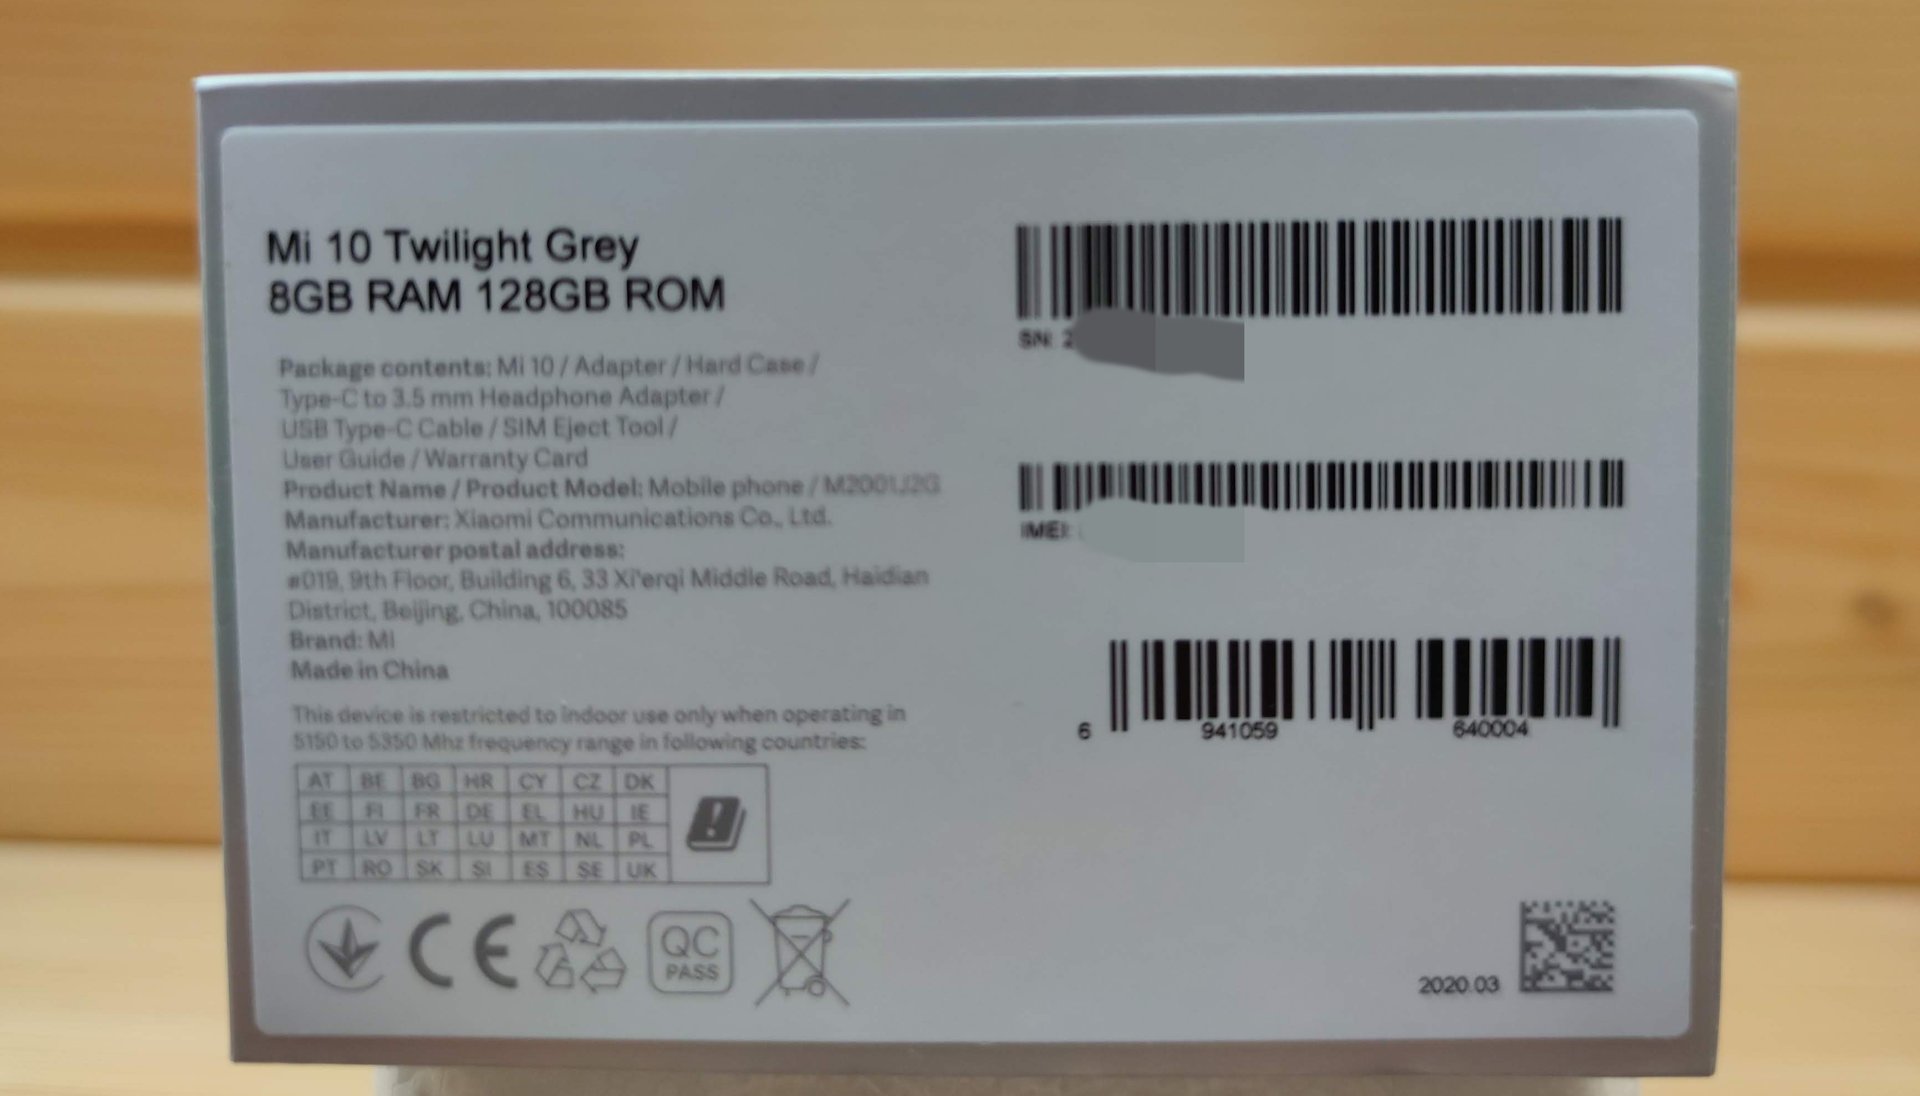 Mi 10 Twilight Grey
8GB RAM 128GB ROM
Package contents: Mi 10 / Adapter / Hard Case /
Type-C to 3.5 mm Headphone Adapter /
USB Type-C Cable / SIM Eject Tool /
User Guide / Warranty Card
Product Name / Product Model: Mobile phone / M2001J2G
Manufacturer: Xiaomi Communications Co., Ltd.
Manufacturer postal address:
#019, 9th Floor, Building 6, 33 Xi'erqi Middle Road, Haidian
District, Beijing, China, 100085
Brand: MI
Made in China
This device is restricted to indoor use only when operating in
5150 to 5350 Mhz frequency range in following countries:
AT BE BG HR CY CZ DK
EE FI FR DE EL HU IE
IT LV LT LU MT NL PL
PT RO SK SI ES SE UK
CE
QC
PASS
SN: 2
IMEI:
6 941059 640004
2020.03